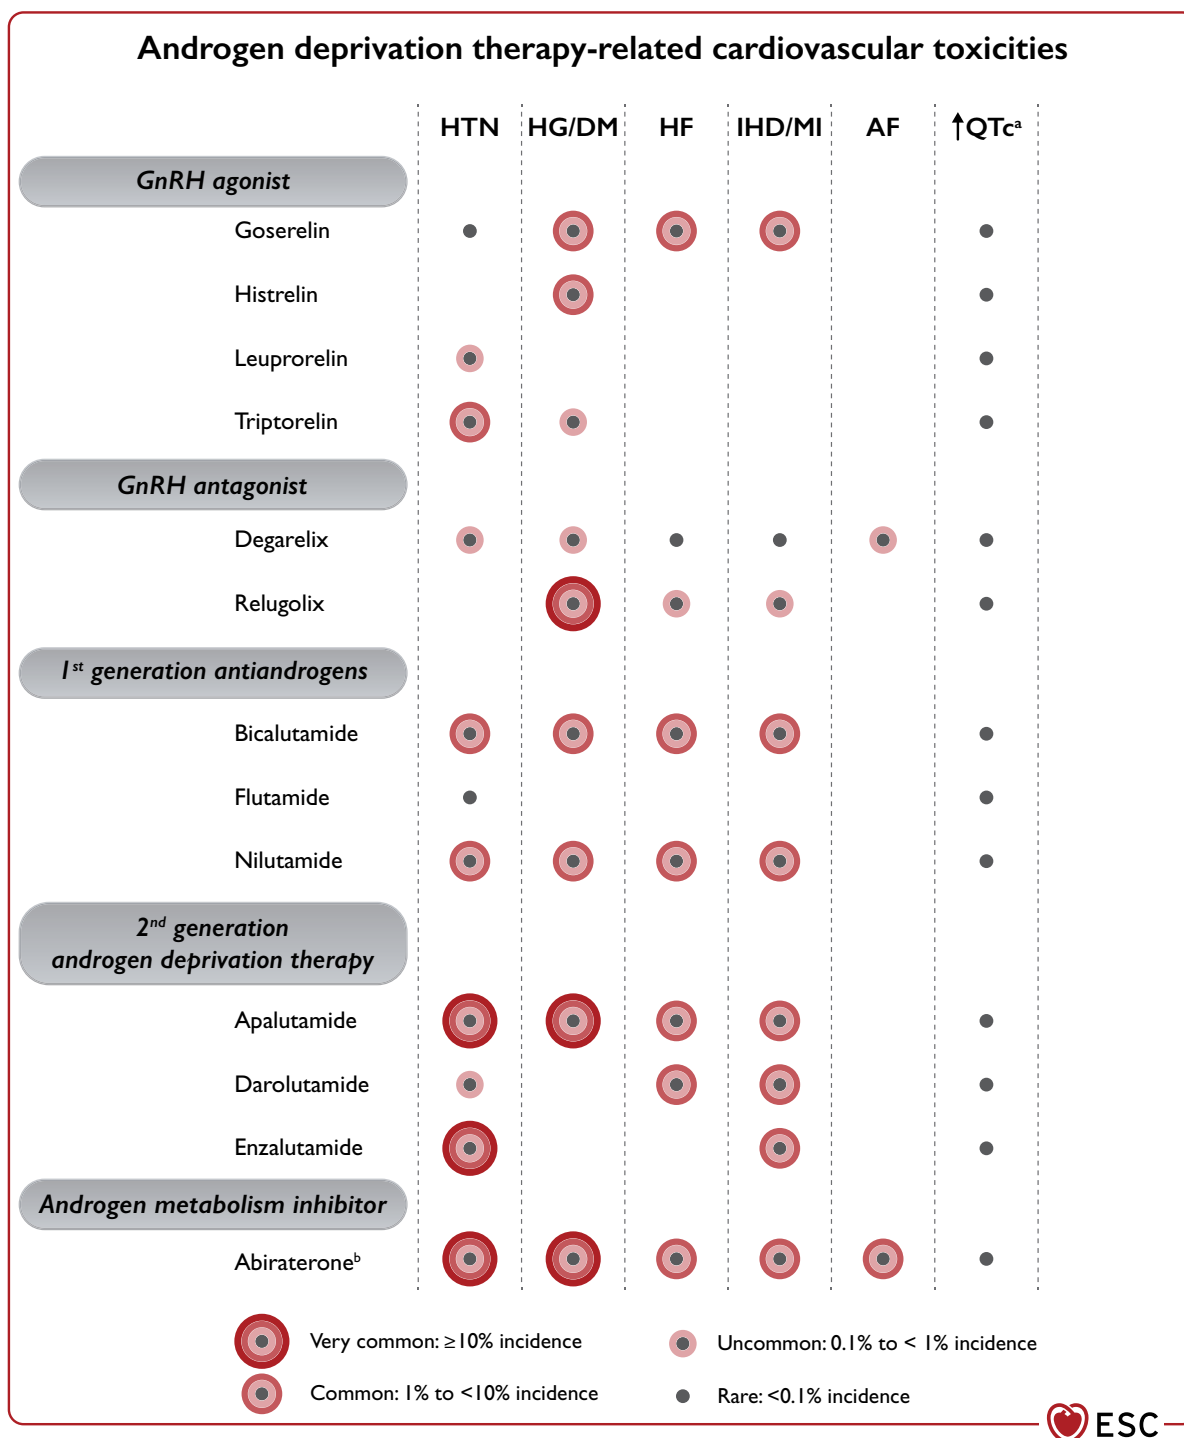 Androgen deprivation therapy-related cardiovascular toxicities
HTN HG/DM HF IHD/MI AF ↑QTcᵃ
GnRH agonist
Goserelin
Histrelin
Leuprorelin
Triptorelin
GnRH antagonist
Degarelix
Relugolix
1ˢᵗ generation antiandrogens
Bicalutamide
Flutamide
Nilutamide
2ⁿᵈ generation
androgen deprivation therapy
Apalutamide
Darolutamide
Enzalutamide
Androgen metabolism inhibitor
Abirateroneᵇ
Very common: ≥10% incidence
Uncommon: 0.1% to < 1% incidence
Common: 1% to <10% incidence
Rare: <0.1% incidence
ESC